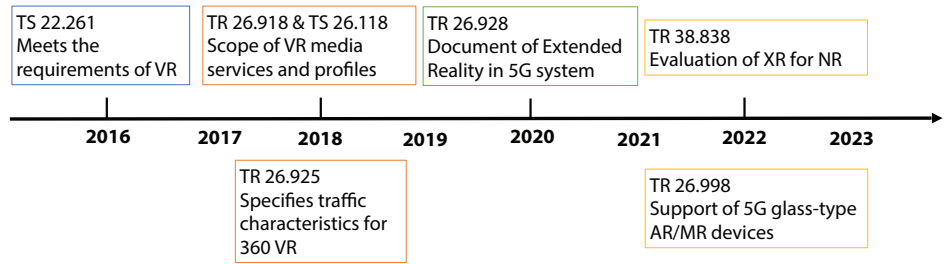 TS 22.261
Meets the
requirements of VR
TR 26.918 & TS 26.118
Scope of VR media
services and profiles
TR 26.928
Document of Extended
Reality in 5G system
TR 38.838
Evaluation of XR for NR
2016
2017
2018
2019
2020
2021
2022
2023
TR 26.925
Specifies traffic
characteristics for
360 VR
TR 26.998
Support of 5G glass-type
AR/MR devices